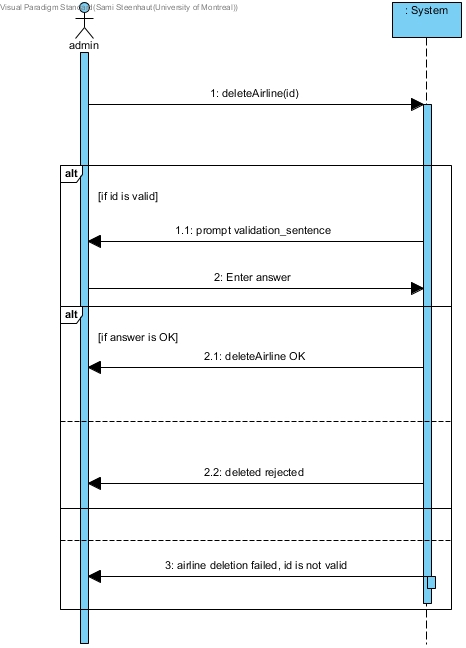 Visual Paradigm Standard(Sami Steenhaut(University of Montreal))
admin
: System
1: deleteAirline(id)
alt
[if id is valid]
1.1: prompt validation_sentence
2: Enter answer
alt
[if answer is OK]
2.1: deleteAirline OK
2.2: deleted rejected
3: airline deletion failed, id is not valid